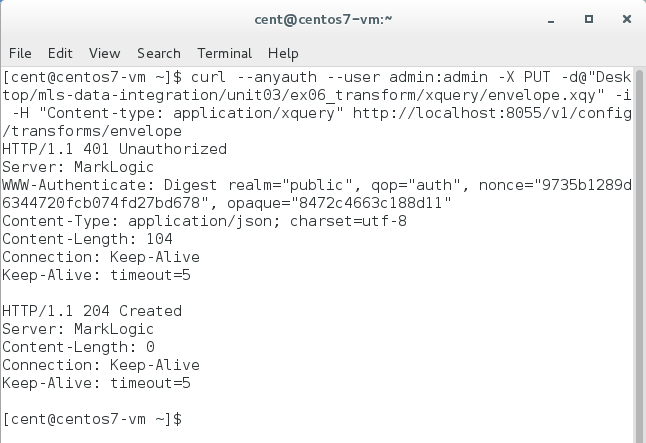 cent@centos7-vm:~
File Edit View Search Terminal Help
[cent@centos7-vm ~]$ curl --anyauth --user admin:admin -X PUT -d@"Desk
top/mls-data-integration/unit03/ex06_transform/xquery/envelope.xqy" -i
 -H "Content-type: application/xquery" http://localhost:8055/v1/config
/transforms/envelope
HTTP/1.1 401 Unauthorized
Server: MarkLogic
WWW-Authenticate: Digest realm="public", qop="auth", nonce="9735b1289d
6344720fcb074fd27bd678", opaque="8472c4663c188d11"
Content-Type: application/json; charset=utf-8
Content-Length: 104
Connection: Keep-Alive
Keep-Alive: timeout=5
HTTP/1.1 204 Created
Server: MarkLogic
Content-Length: 0
Connection: Keep-Alive
Keep-Alive: timeout=5
[cent@centos7-vm ~]$